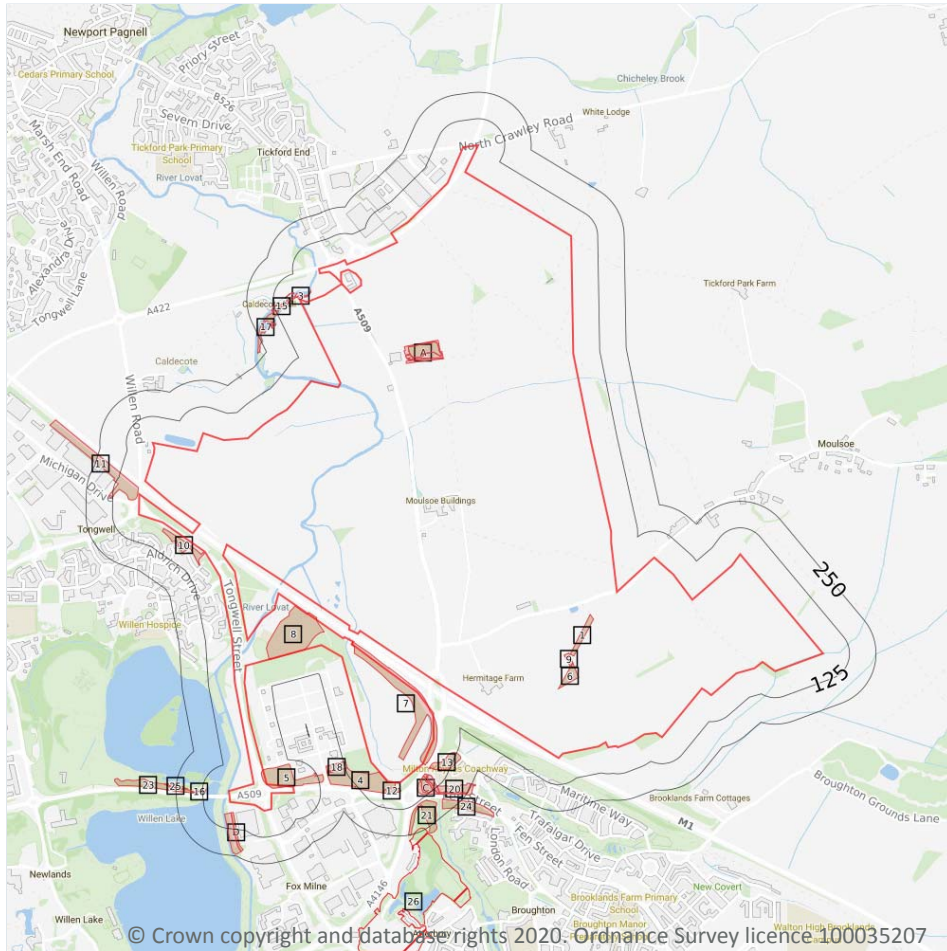 Newport Pagnell
Priory Street
Cedars Primary School
B526
Chicheley Brook
Severn Drive
White Lodge
North Crawley Road
Marsh End Road
Willen Road
Tickford Park Primary
School
Tickford End
River Lovat
Alexandra Drive
Tongwell Lane
Tickford Park Farm
3
15
A422
17
A509
A
Caldecote
Willen Road
Moulsoe
11
Michigan Drive
Moulsoe Buildings
Tongwell
10
Aldrich Drive
250
River Lovat
Willen Hospice
Tongwell Street
8
1
9
6
Hermitage Farm
125
7
13
18
Milton Keynes Coachway
5
4
23
25
16
12
C
20
A509
24
Street
Maritime Way
Brooklands Farm Cottages
Broughton Grounds Lane
Willen Lake
21
M1
Trafalgar Drive
Fen Street
London Road
Newlands
Fox Milne
A4146
New Covert
26
Brooklands Farm Primary
School
Broughton
Willen Lake
Broughton Manor
Walton High Brooklands
© Crown copyright and database rights 2020. Ordnance Survey licence 100035207